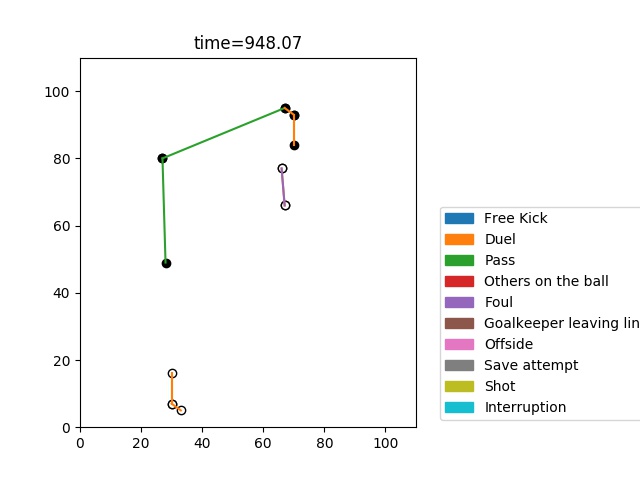 time=948.07
100
80
60
40
20
0
0 20 40 60 80 100
Free Kick
Duel
Pass
Others on the ball
Foul
Goalkeeper leaving lin
Offside
Save attempt
Shot
Interruption